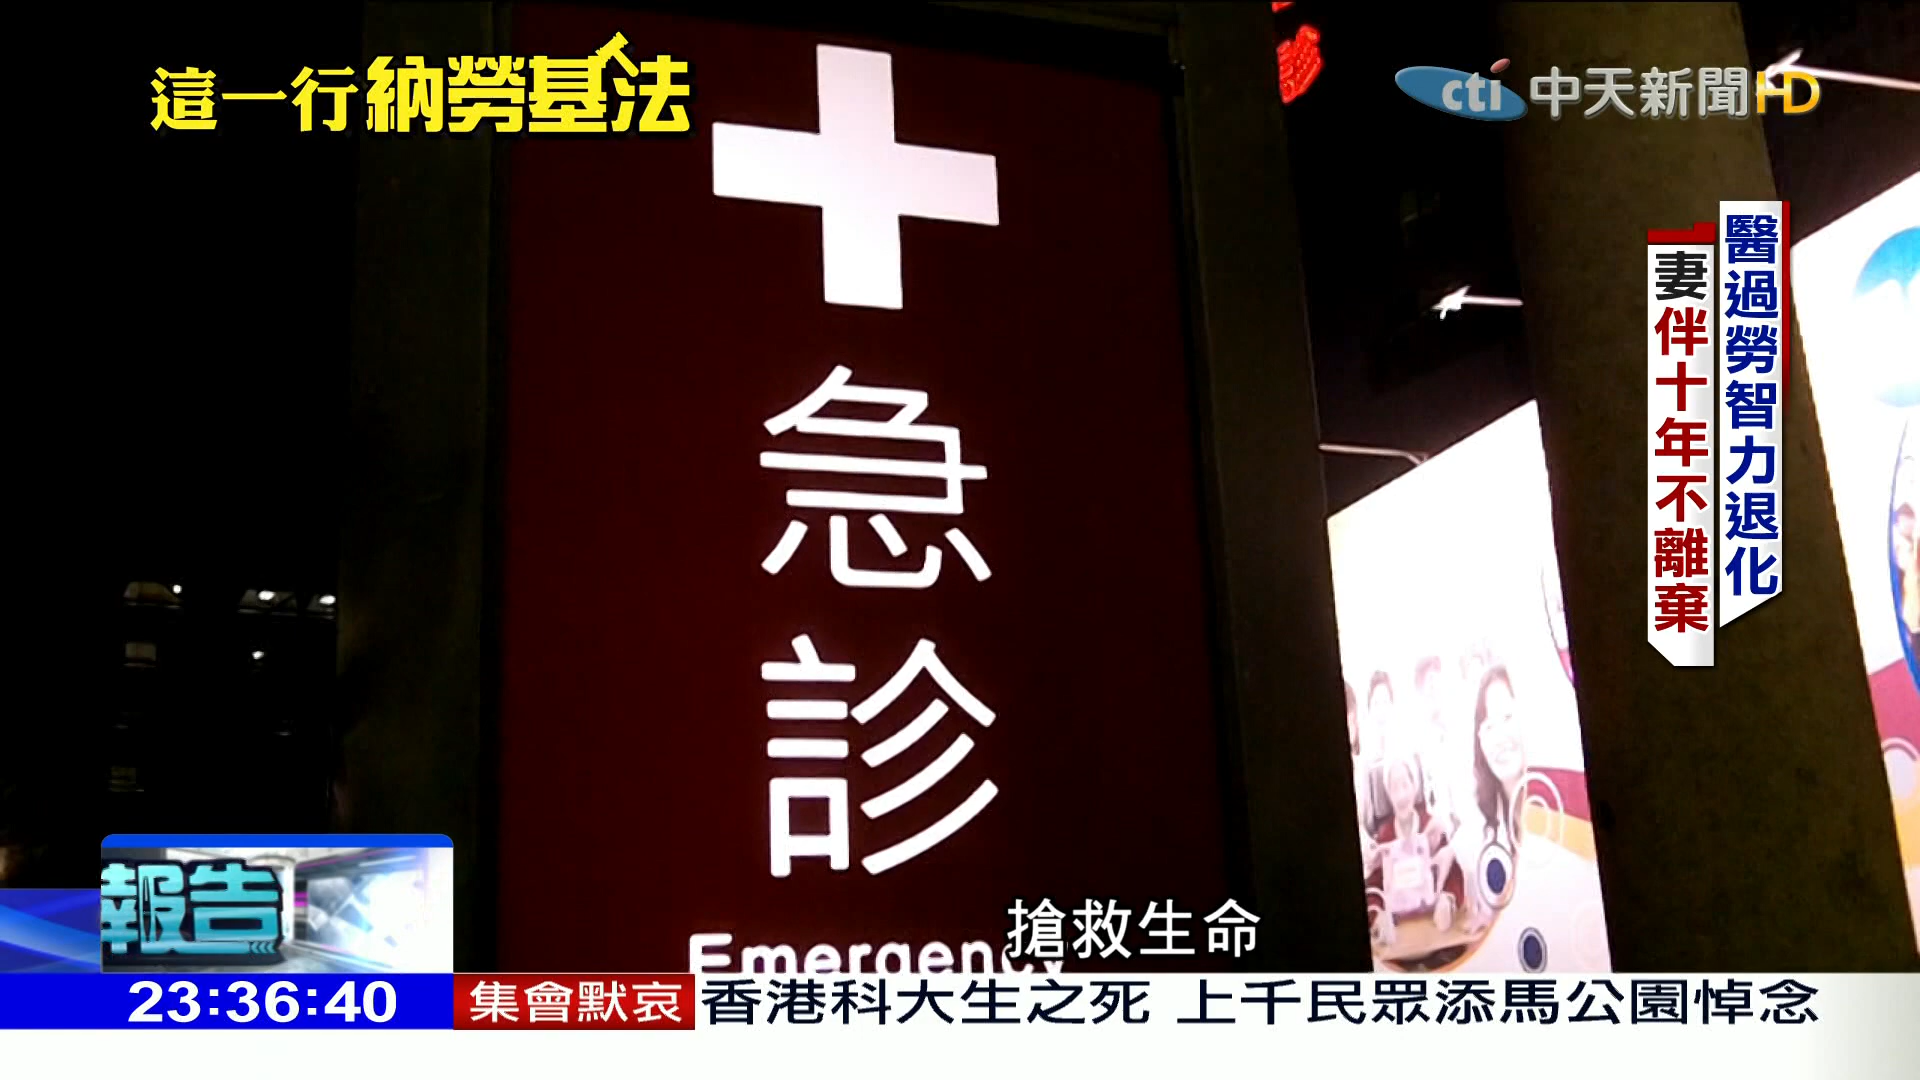 這一行納勞基法
cti中天新聞HD
醫過勞智力退化
妻伴十年不離棄
急診
Emergency
搶救生命
報告
23:36:40
集會默哀
香港科大生之死 上千民眾添馬公園悼念